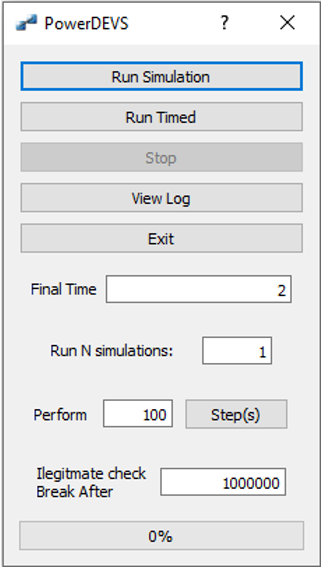 PowerDEVS ? ×
Run Simulation
Run Timed
Stop
View Log
Exit
Final Time 2
Run N simulations: 1
Perform 100 Step(s)
Ilegitmate check
Break After 1000000
0%